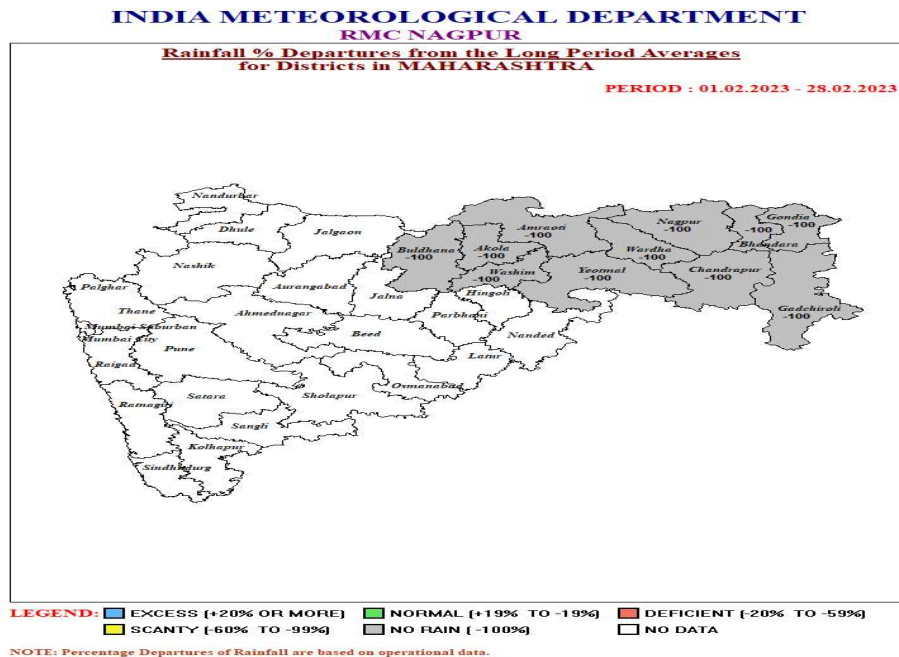 INDIA METEOROLOGICAL DEPARTMENT
RMC NAGPUR
Rainfall % Departures from the Long Period Averages
for Districts in MAHARASHTRA
PERIOD : 01.02.2023 - 28.02.2023
Nandurbar
Dhule
Jalgaon
Nashik
Buldhana
-100
Akola
-100
Amraoti
-100
Washim
-100
Yeotmal
-100
Wardha
-100
Nagpur
-100
Bhandara
-100
Gondia
-100
Chandrapur
-100
Gadchiroli
-100
Palghar
Aurangabad
Jalna
Hingoli
Thane
Ahmednagar
Parbhani
Mumbai Suburban
Mumbai City
Beed
Nanded
Pune
Latur
Raigad
Osmanabad
Satara
Sholapur
Ratnagiri
Sangli
Kolhapur
Sindhudurg
LEGEND: EXCESS (+20% OR MORE) NORMAL (+19% TO -19%) DEFICIENT (-20% TO -59%)
SCANTY (-60% TO -99%) NO RAIN (-100%) NO DATA
NOTE: Percentage Departures of Rainfall are based on operational data.